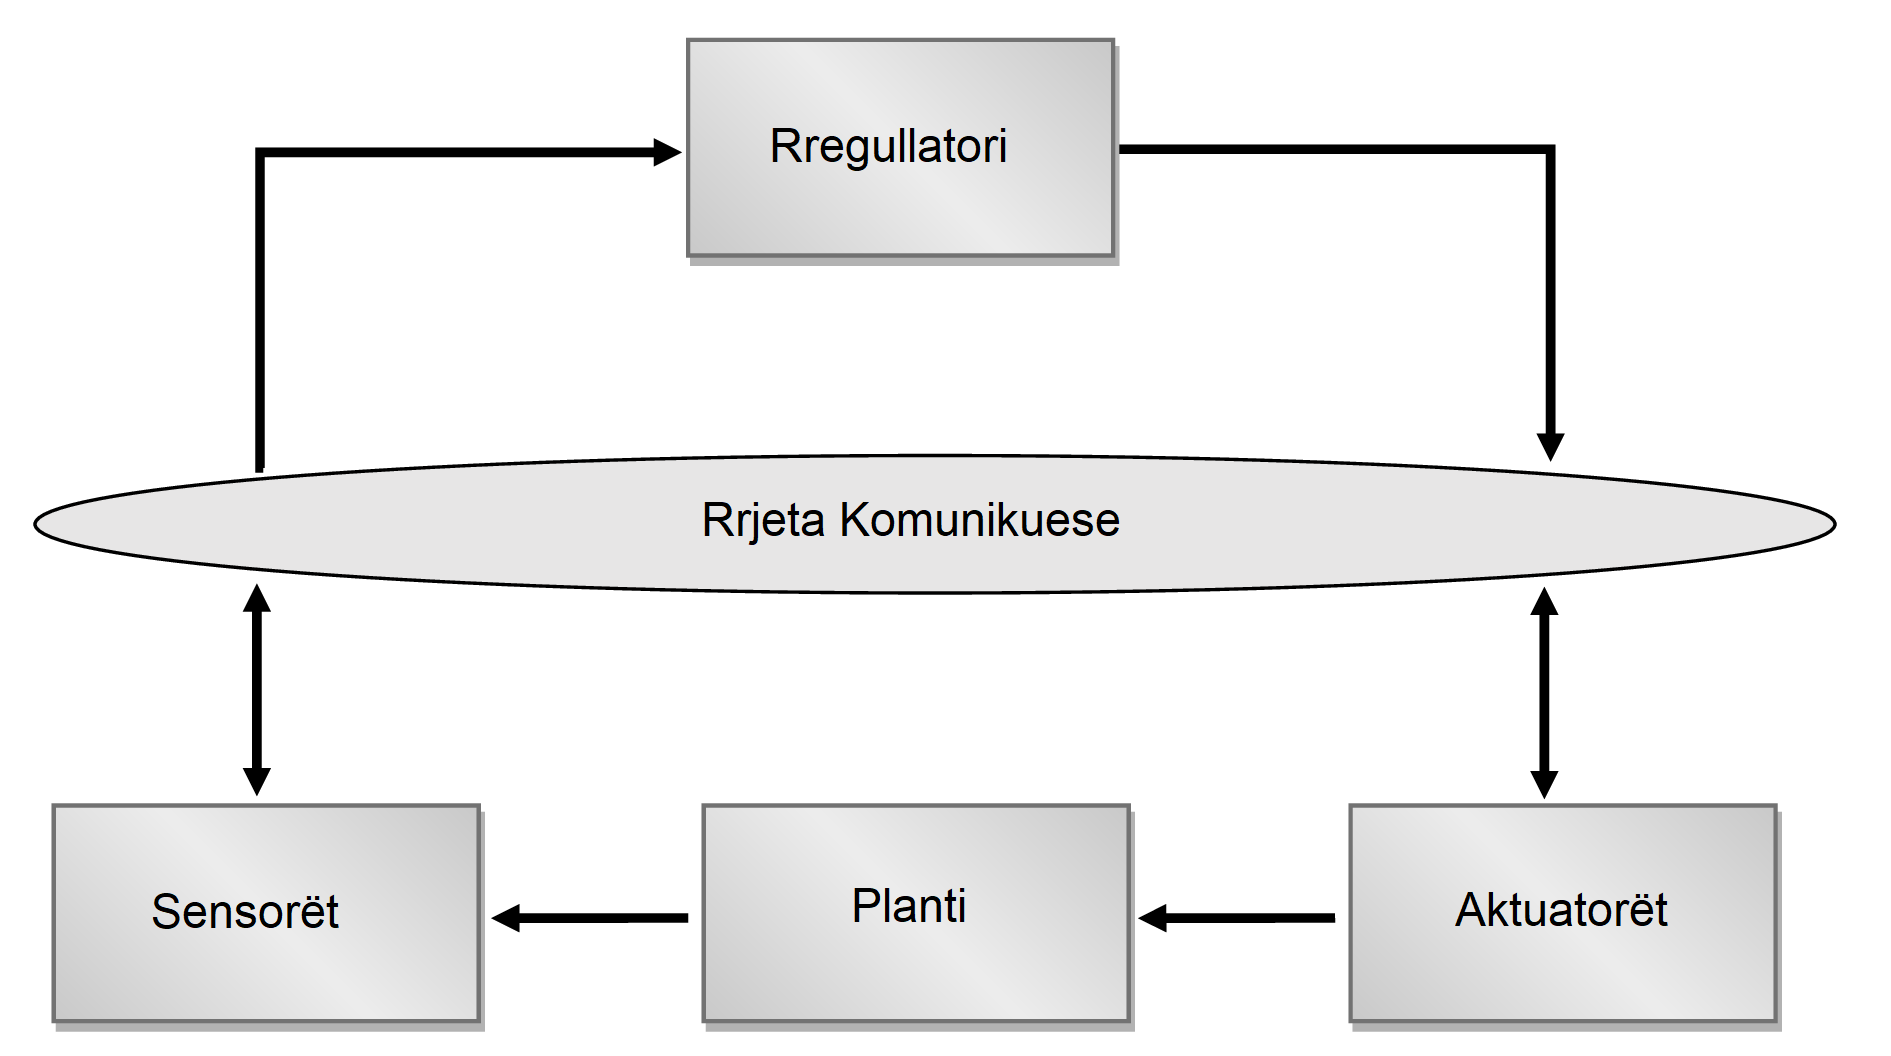 Rregullatori
Rrjeta Komunikuese
Sensorët
Planti
Aktuatorët